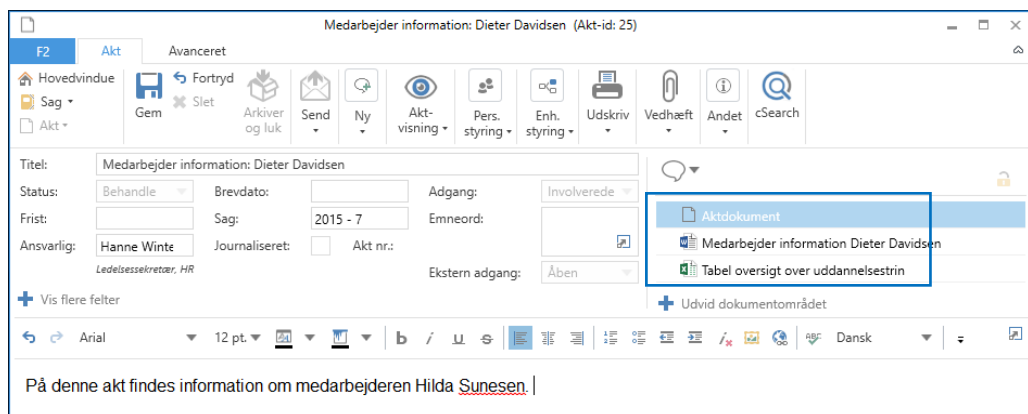 Medarbejder information: Dieter Davidsen (Akt-id: 25)
F2 Akt Avanceret
Hovedvindue
Sag
Akt
Gem
Fortryd
Slet
Arkiver og luk
Send
Ny
Akt-visning
Pers. styring
Enh. styring
Udskriv
Vedhæft
Andet
cSearch
Titel: Medarbejder information: Dieter Davidsen
Status: Behandle Brevdato: Adgang: Involverede
Frist: Sag: 2015 - 7 Emneord:
Ansvarlig: Hanne Winte Journaliseret: Akt nr.:
Ledelsessekretær, HR
Ekstern adgang: Åben
Vis flere felter
Aktdokument
Medarbejder information Dieter Davidsen
Tabel oversigt over uddannelsestrin
Udvid dokumentområdet
Arial 12 pt. b i u s ABC Dansk
På denne akt findes information om medarbejderen Hilda Sunesen.